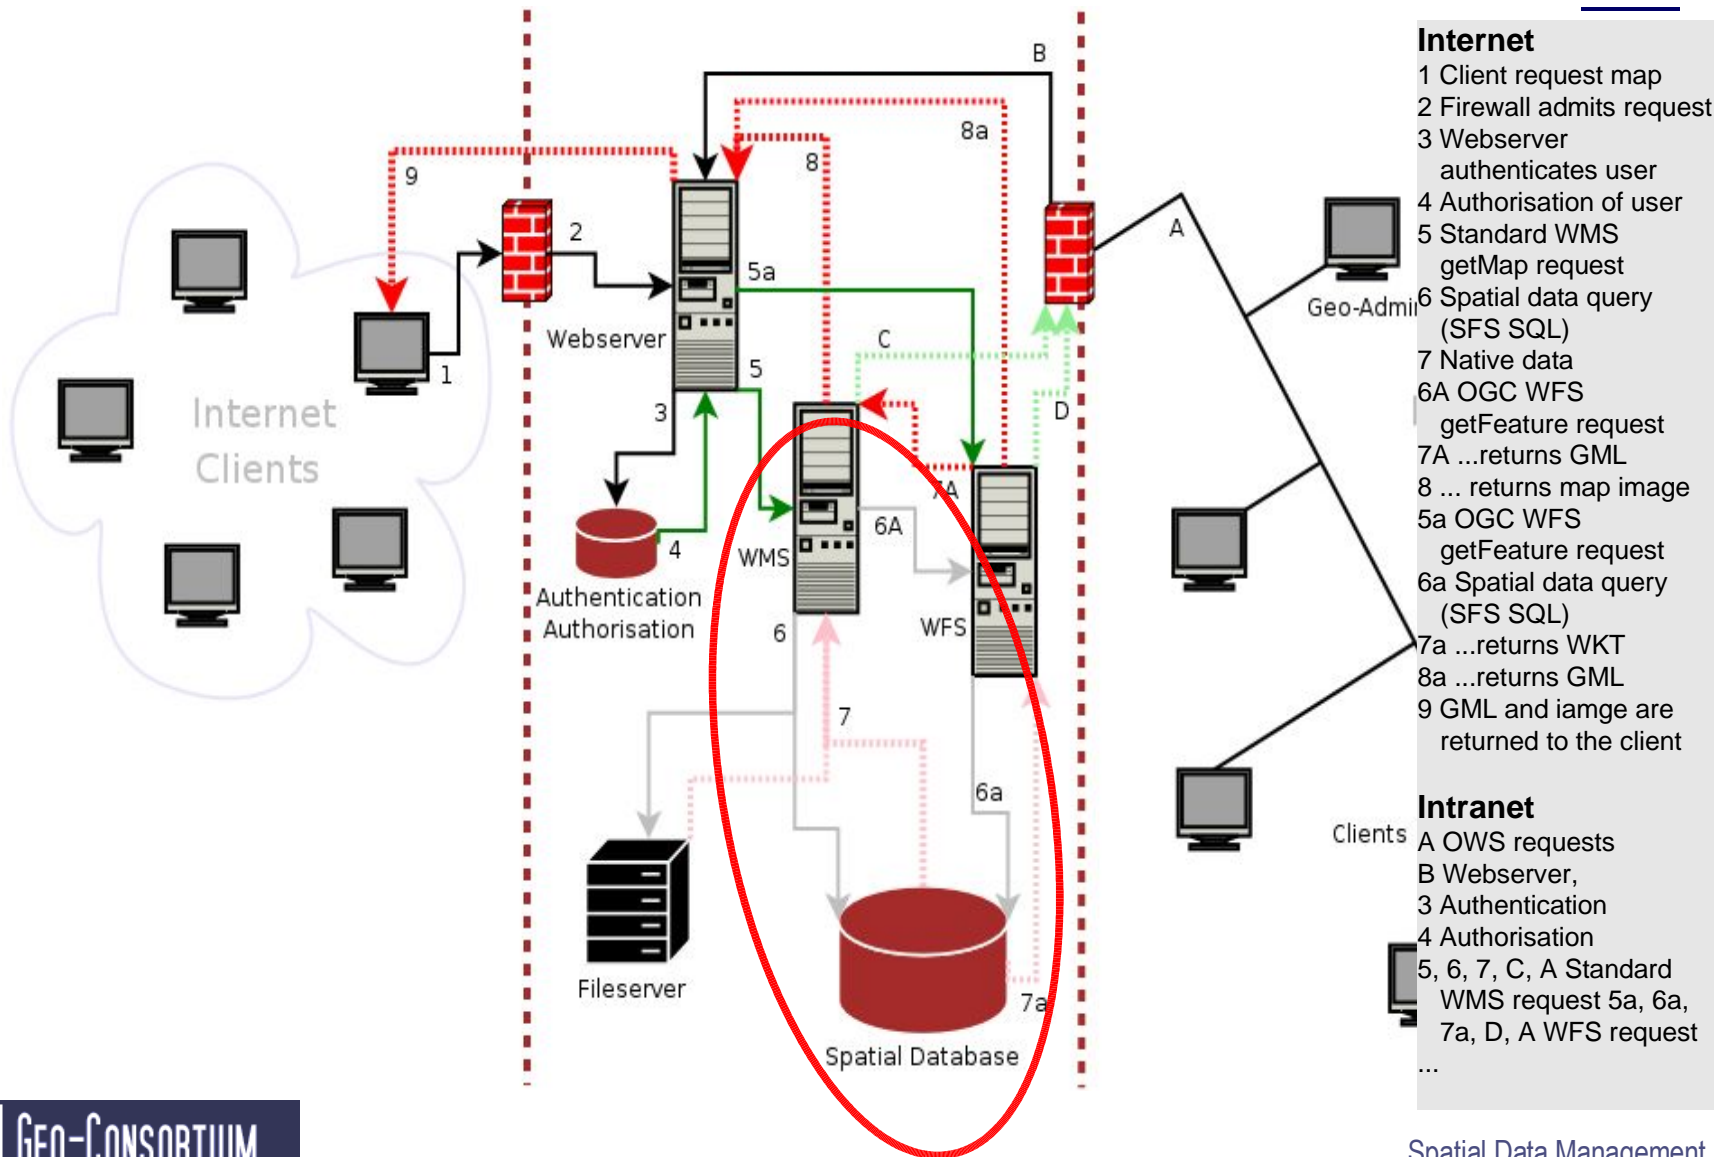 B
8a
8
9
2
5a
A
Geo-Admi
Webserver
C
1
5
3
D
Internet
Clients
7A
6A
4
WMS
Authentication
Authorisation
6
WFS
7
6a
Clients
Fileserver
7a
Spatial Database
Internet
1 Client request map
2 Firewall admits request
3 Webserver
authenticates user
4 Authorisation of user
5 Standard WMS
getMap request
6 Spatial data query
(SFS SQL)
7 Native data
6A OGC WFS
getFeature request
7A ...returns GML
8 ... returns map image
5a OGC WFS
getFeature request
6a Spatial data query
(SFS SQL)
7a ...returns WKT
8a ...returns GML
9 GML and iamge are
returned to the client
Intranet
A OWS requests
B Webserver,
3 Authentication
4 Authorisation
5, 6, 7, C, A Standard
WMS request 5a, 6a,
7a, D, A WFS request
...
GEO-CONSORTIUM
Spatial Data Management